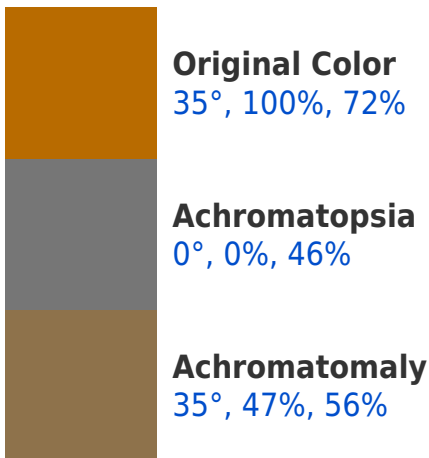 Original Color
35°, 100%, 72%
Achromatopsia
0°, 0%, 46%
Achromatomaly
35°, 47%, 56%